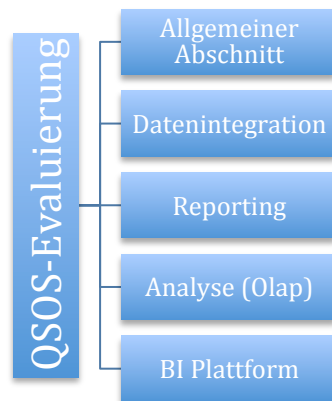 QSOS-Evaluierung
Allgemeiner
Abschnitt
Datenintegration
Reporting
Analyse (Olap)
BI Plattform